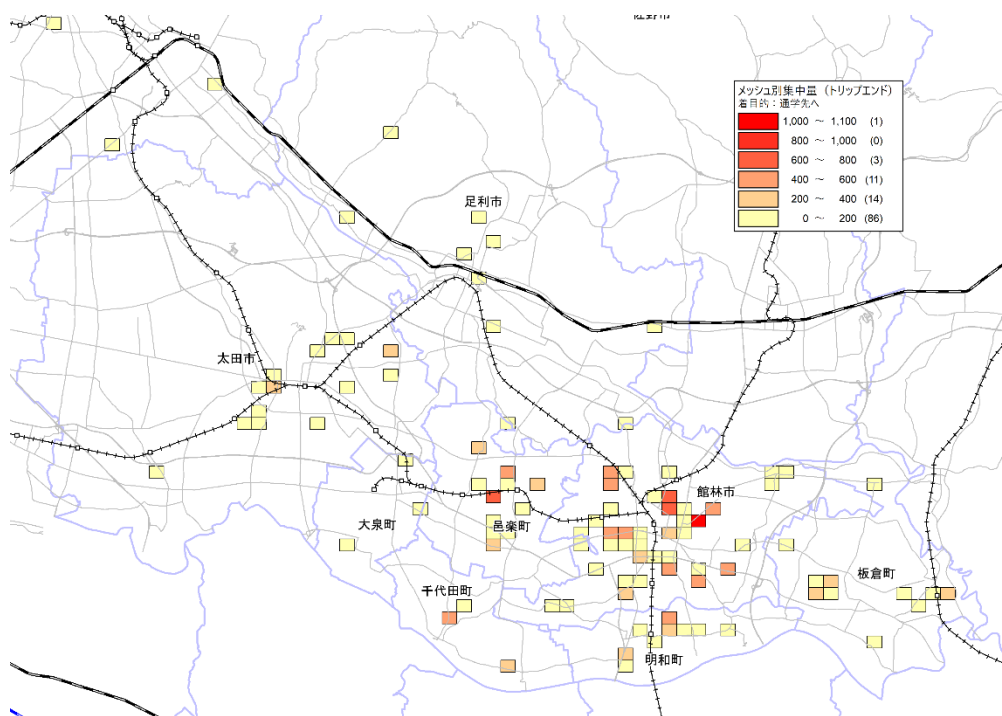 佐野市
メッシュ別集中量（トリップエンド）
着目的：通学先へ
1,000 ～ 1,100 (1)
800 ～ 1,000 (0)
600 ～ 800 (3)
400 ～ 600 (11)
200 ～ 400 (14)
0 ～ 200 (86)
足利市
太田市
館林市
大泉町
邑楽町
板倉町
千代田町
明和町